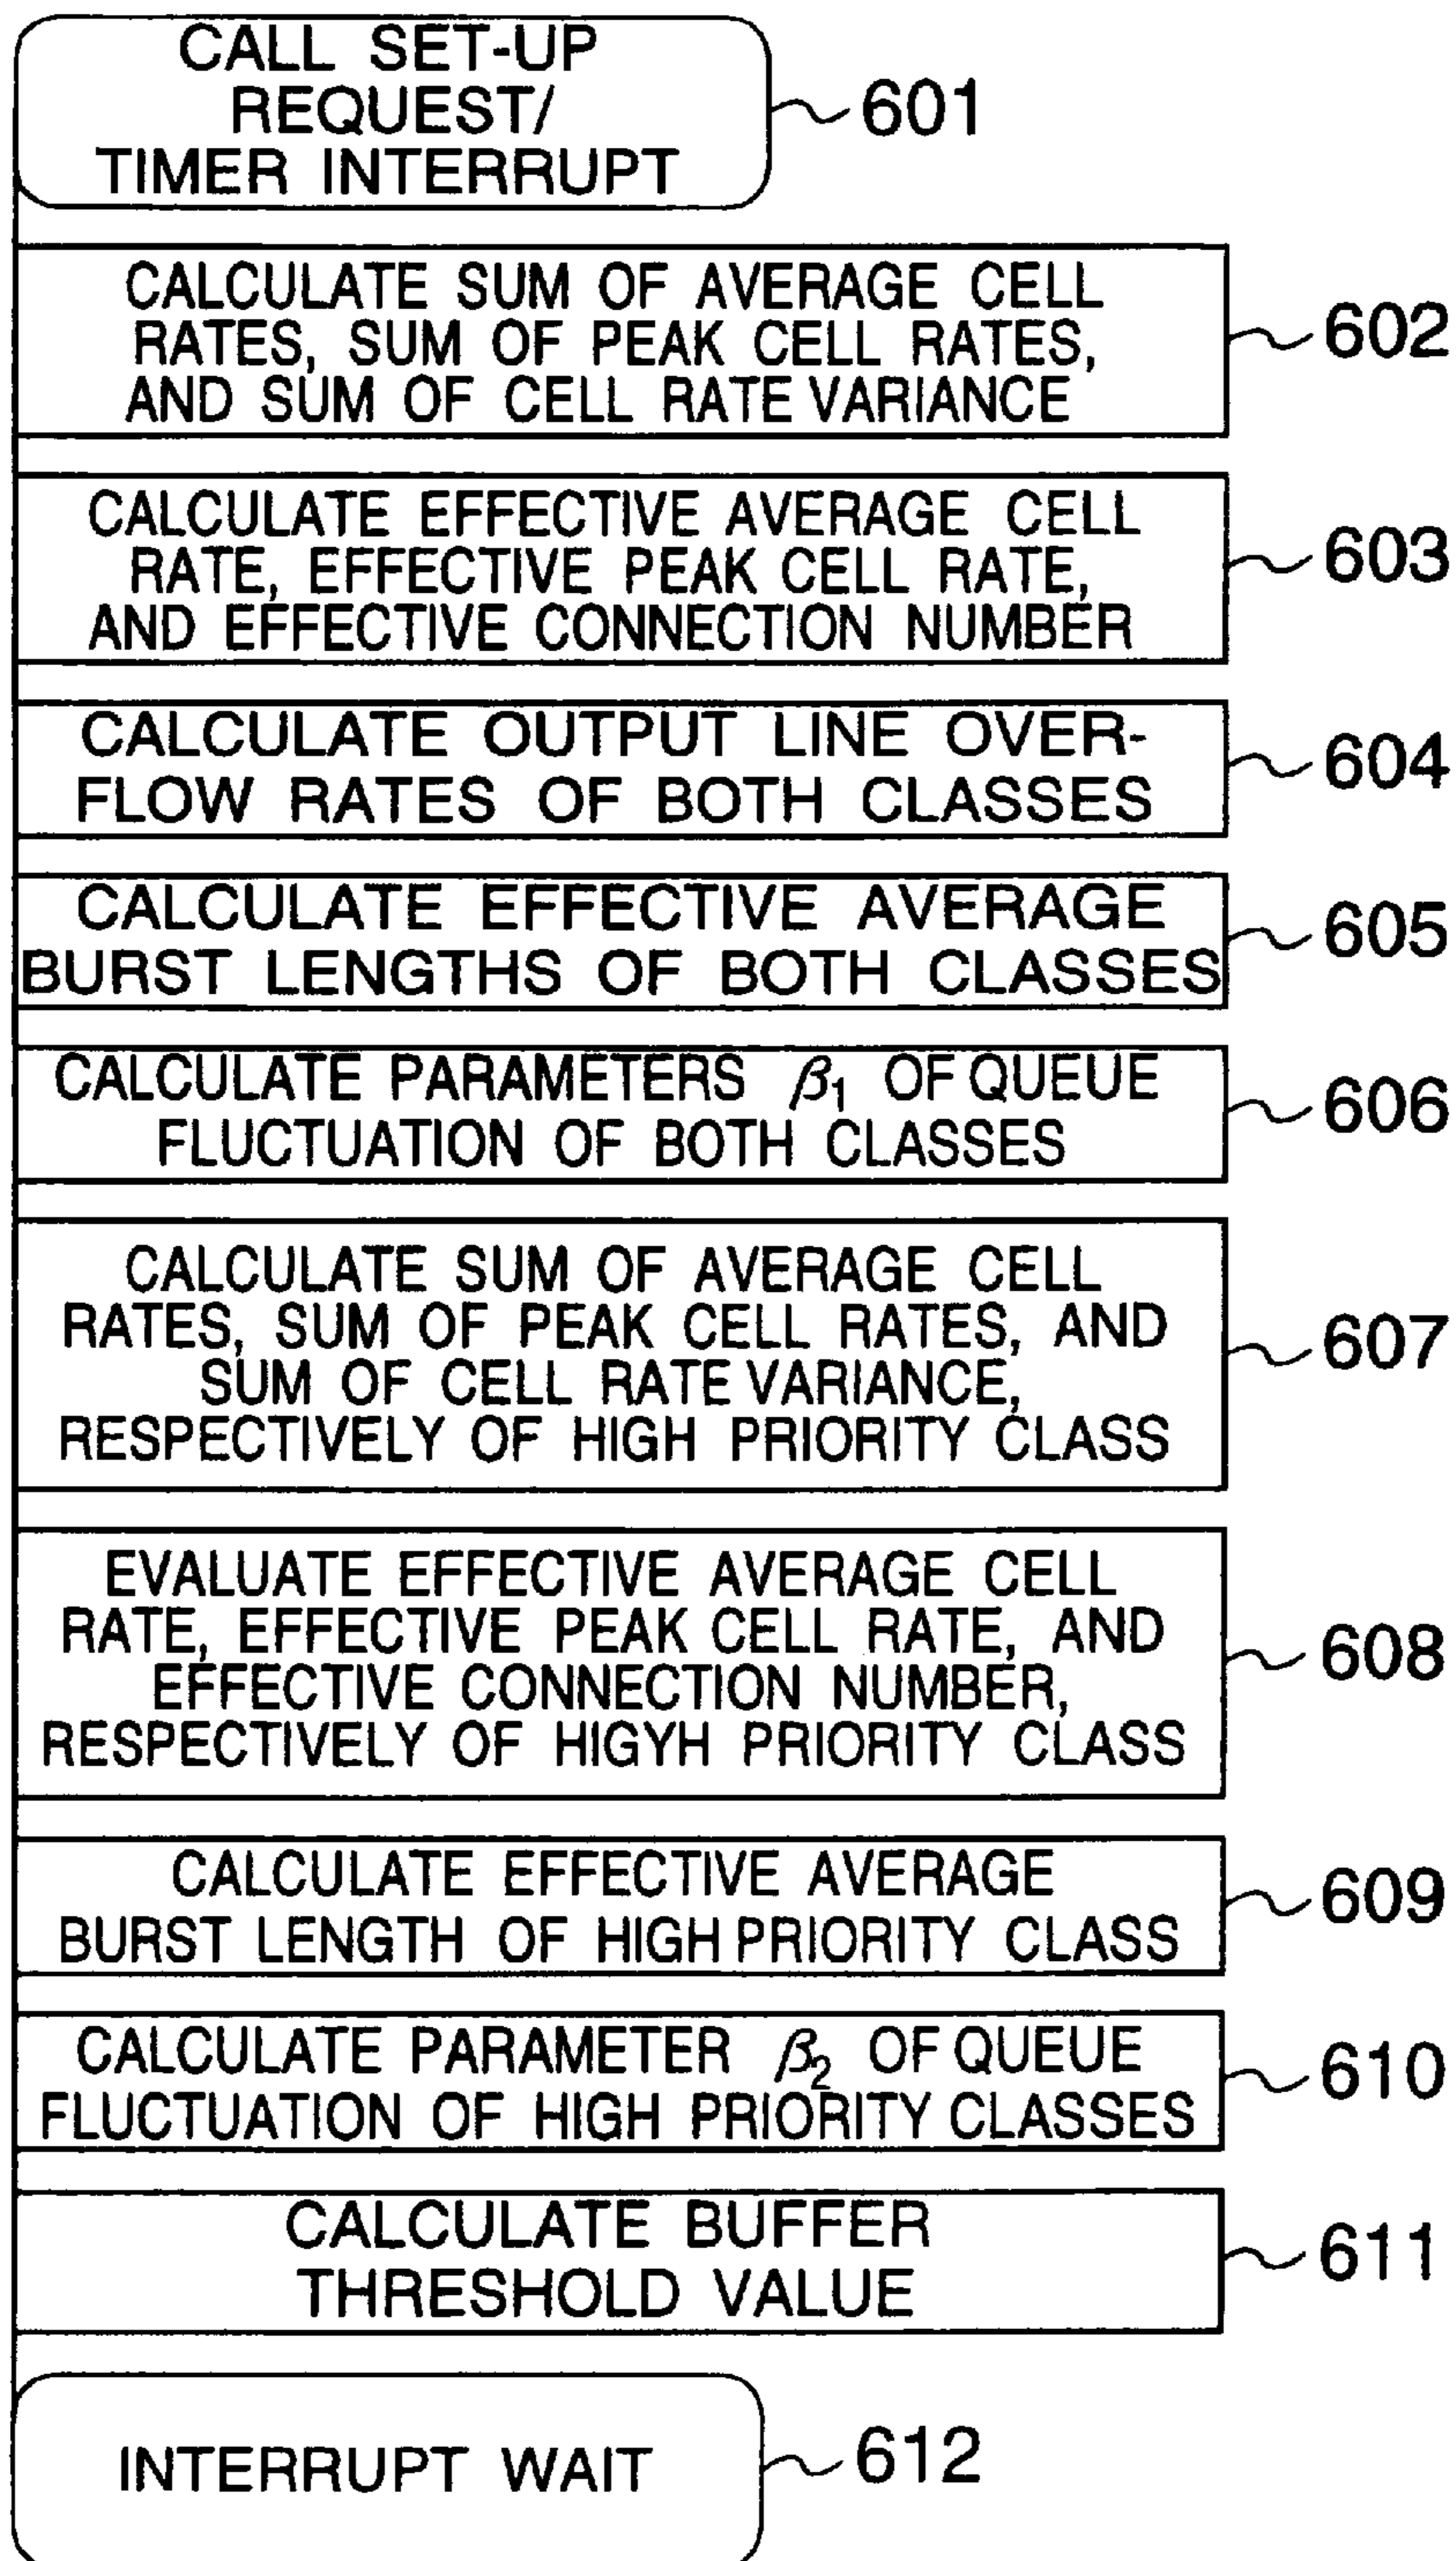 CALL SET-UP
REQUEST/
TIMER INTERRUPT
601
CALCULATE SUM OF AVERAGE CELL
RATES, SUM OF PEAK CELL RATES,
AND SUM OF CELL RATE VARIANCE
602
CALCULATE EFFECTIVE AVERAGE CELL
RATE, EFFECTIVE PEAK CELL RATE,
AND EFFECTIVE CONNECTION NUMBER
603
CALCULATE OUTPUT LINE OVER-
FLOW RATES OF BOTH CLASSES
604
CALCULATE EFFECTIVE AVERAGE
BURST LENGTHS OF BOTH CLASSES
605
CALCULATE PARAMETERS β1 OF QUEUE
FLUCTUATION OF BOTH CLASSES
606
CALCULATE SUM OF AVERAGE CELL
RATES, SUM OF PEAK CELL RATES, AND
SUM OF CELL RATE VARIANCE,
RESPECTIVELY OF HIGH PRIORITY CLASS
607
EVALUATE EFFECTIVE AVERAGE CELL
RATE, EFFECTIVE PEAK CELL RATE, AND
EFFECTIVE CONNECTION NUMBER,
RESPECTIVELY OF HIGYH PRIORITY CLASS
608
CALCULATE EFFECTIVE AVERAGE
BURST LENGTH OF HIGH PRIORITY CLASS
609
CALCULATE PARAMETER β2 OF QUEUE
FLUCTUATION OF HIGH PRIORITY CLASSES
610
CALCULATE BUFFER
THRESHOLD VALUE
611
INTERRUPT WAIT
612